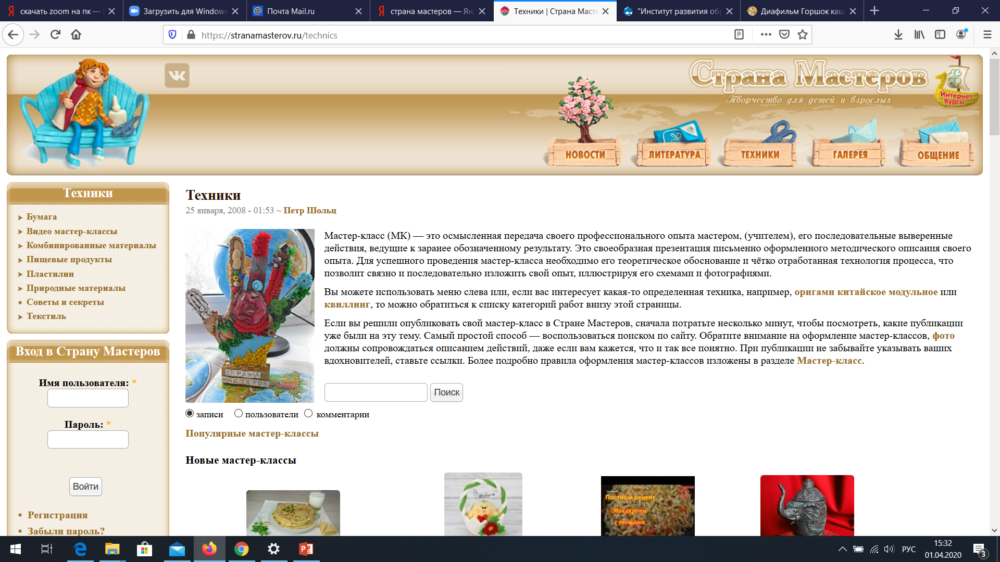 скачать zoom на пк —
Загрузить для Windows
Почта Mail.ru
страна мастеров — Янд
Техники | Страна Масте
"Институт развития обр
Диафильм Горшок каш
https://stranamasterov.ru/technics
Страна Мастеров
Творчество для детей и взрослых
Интернет
Курсы
НОВОСТИ
ЛИТЕРАТУРА
ТЕХНИКИ
ГАЛЕРЕЯ
ОБЩЕНИЕ
Техники
Бумага
Видео мастер-классы
Комбинированные материалы
Пищевые продукты
Пластилин
Природные материалы
Советы и секреты
Текстиль
Вход в Страну Мастеров
Имя пользователя: *
Пароль: *
Войти
Регистрация
Забыли пароль?
Техники
25 января, 2008 - 01:53 ~ Петр Шольц
СТРАНА
МАСТЕРОВ
Мастер-класс (МК) — это осмысленная передача своего профессионального опыта мастером, (учителем), его последовательные выверенные
действия, ведущие к заранее обозначенному результату. Это своеобразная презентация письменно оформленного методического описания своего
опыта. Для успешного проведения мастер-класса необходимо его теоретическое обоснование и чётко отработанная технология процесса, что
позволит связно и последовательно изложить свой опыт, иллюстрируя его схемами и фотографиями.
Вы можете использовать меню слева или, если вас интересует какая-то определенная техника, например, оригами китайское модульное или
квиллинг, то можно обратиться к списку категорий работ внизу этой страницы.
Если вы решили опубликовать свой мастер-класс в Стране Мастеров, сначала потратьте несколько минут, чтобы посмотреть, какие публикации
уже были на эту тему. Самый простой способ — воспользоваться поиском по сайту. Обратите внимание на оформление мастер-классов, фото
должны сопровождаться описанием действий, даже если вам кажется, что и так все понятно. При публикации не забывайте указывать ваших
вдохновителей, ставьте ссылки. Более подробно правила оформления мастер-классов изложены в разделе Мастер-класс.
Поиск
записи
пользователи
комментарии
Популярные мастер-классы
Новые мастер-классы
Постный рецепт
Макакроны
с овощами
РУС
15:32
01.04.2020
3